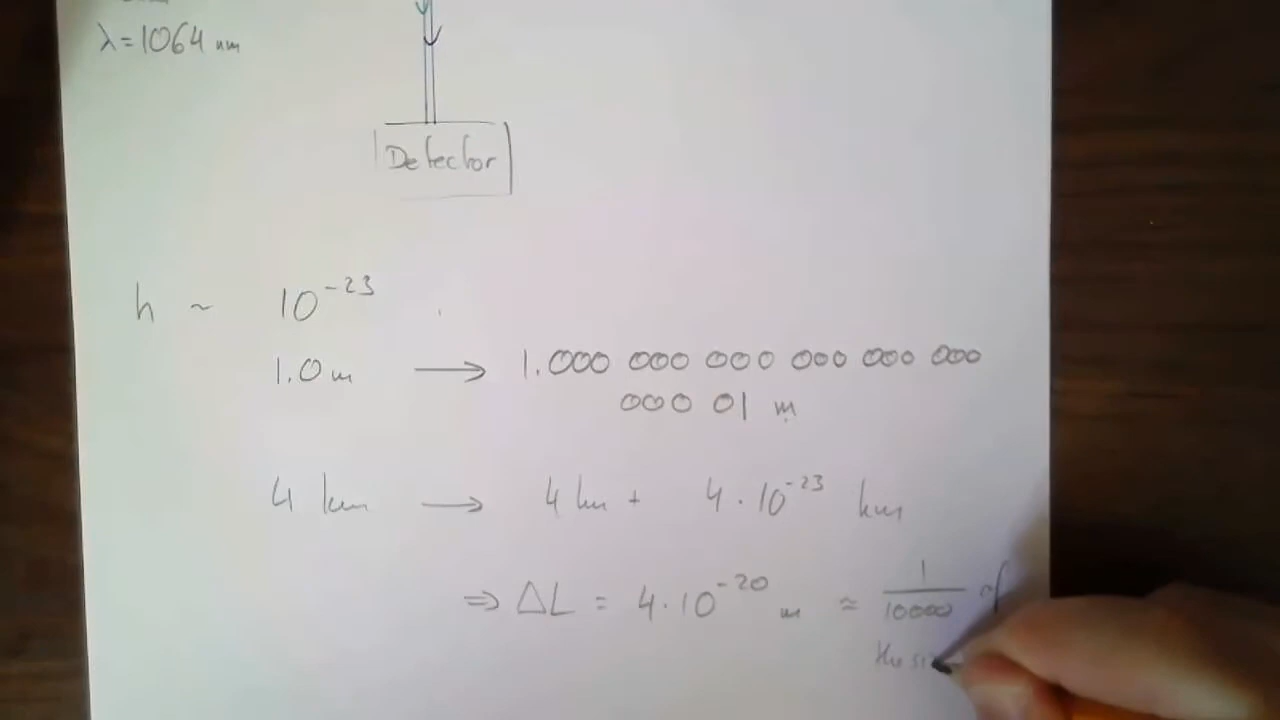 λ=1064 nm
Detector
h ~ 10⁻²³
1.0 m → 1.000 000 000 000 000 000
000 01 m
4 km → 4 km + 4 · 10⁻²³ km
⇒ ΔL = 4 · 10⁻²⁰ m ≈ 1/10000 of
the